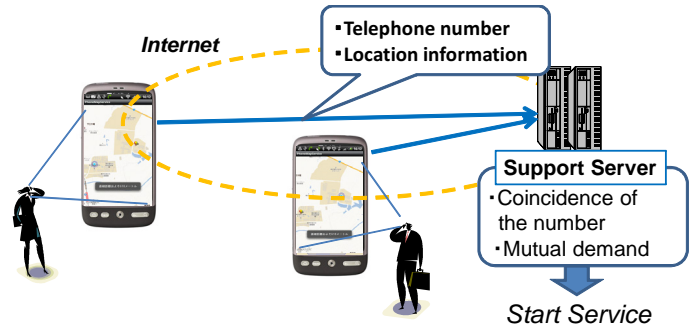 Internet
▪Telephone number
▪Location information
Support Server
・Coincidence of
the number
・Mutual demand
Start Service